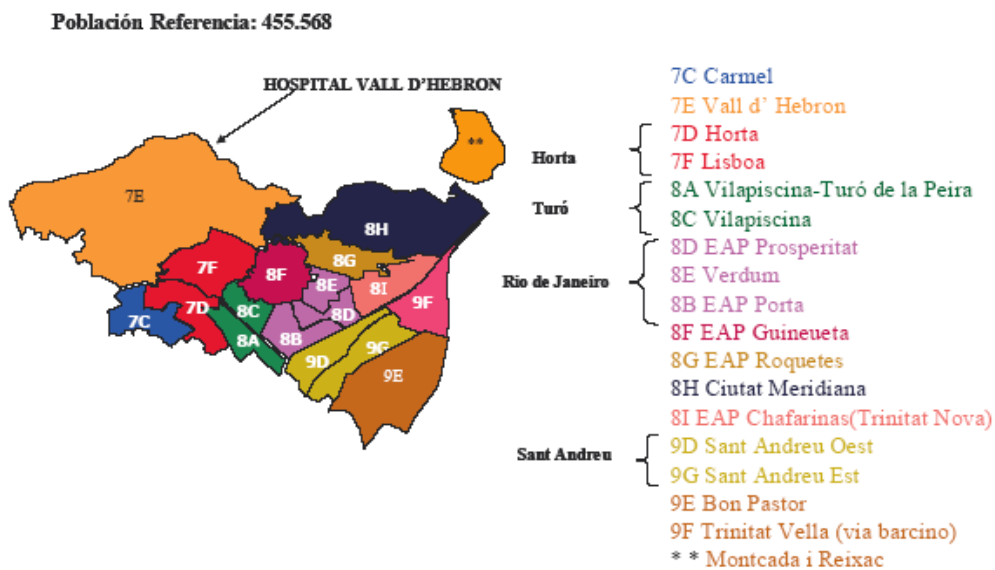 Población Referencia: 455.568
HOSPITAL VALL D'HEBRON
**
7E
8H
7F
8F
8G
8E
8I
9F
7C
7D
8C
8D
8A
8B
9D
9G
9E
Horta
Turó
Rio de Janeiro
Sant Andreu
7C Carmel
7E Vall d' Hebron
7D Horta
7F Lisboa
8A Vilapiscina-Turó de la Peira
8C Vilapiscina
8D EAP Prosperitat
8E Verdum
8B EAP Porta
8F EAP Guineueta
8G EAP Roquetes
8H Ciutat Meridiana
8I EAP Chafarinas(Trinitat Nova)
9D Sant Andreu Oest
9G Sant Andreu Est
9E Bon Pastor
9F Trinitat Vella (via barcino)
* * Montcada i Reixac